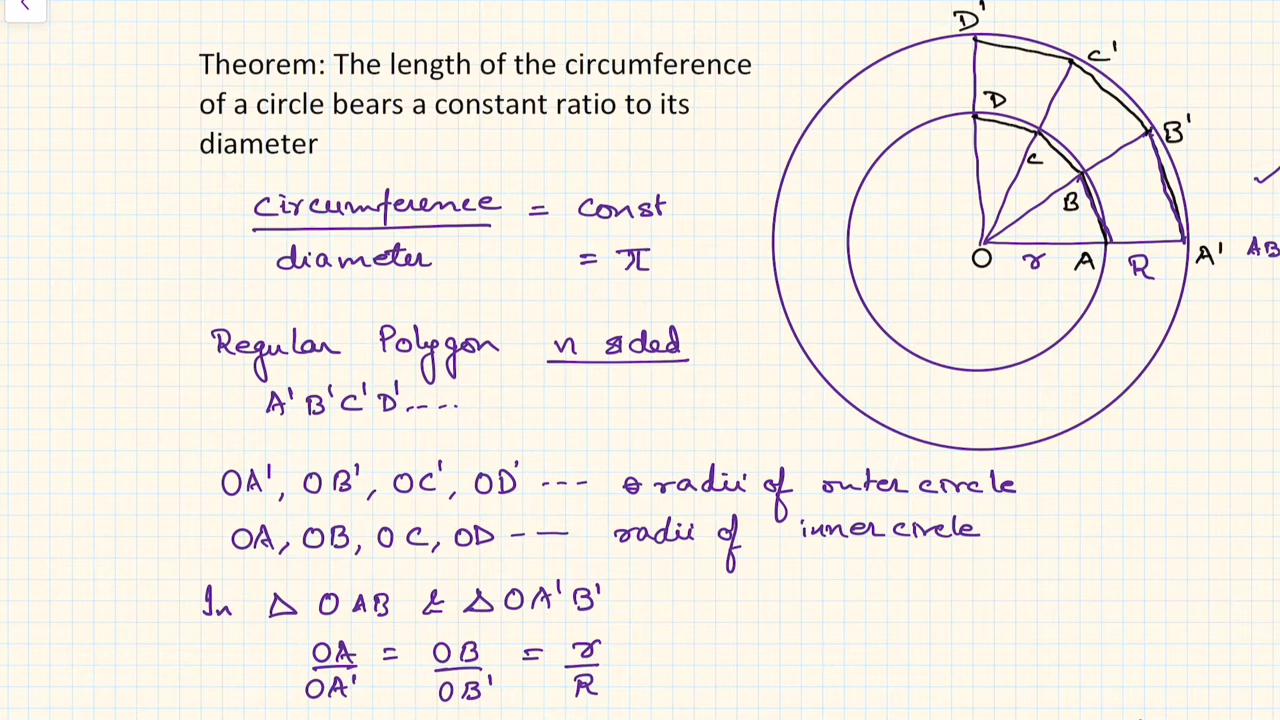 Theorem: The length of the circumference
of a circle bears a constant ratio to its
diameter
circumference / diameter = const
= π
Regular Polygon n sided
A' B' C' D' ----
OA', OB', OC', OD' --- radii of outer circle
OA, OB, OC, OD -- — radii of inner circle
In Δ OAB & Δ OA'B'
OA / OA' = OB / OB' = r / R
D'
C'
D
B'
C
B
O r A R A'
✓
AB